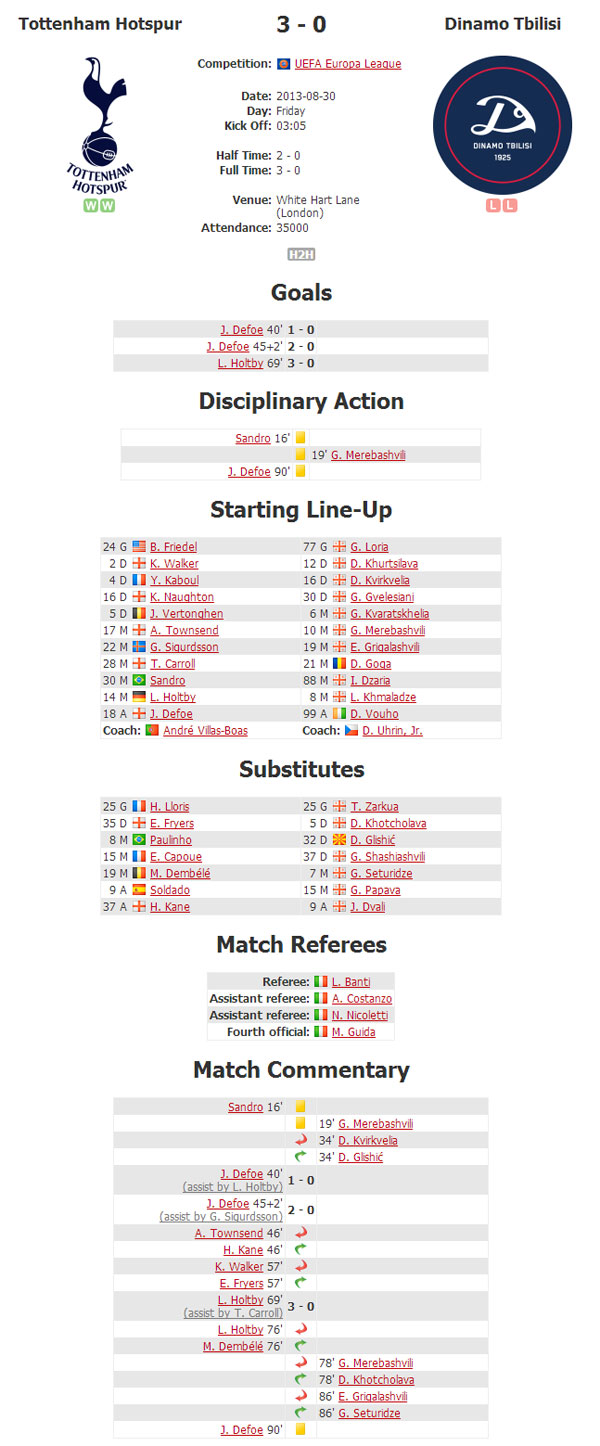 Tottenham Hotspur 3 - 0 Dinamo Tbilisi
Competition: UEFA Europa League
Date: 2013-08-30
Day: Friday
Kick Off: 03:05
Half Time: 2 - 0
Full Time: 3 - 0
Venue: White Hart Lane
(London)
Attendance: 35000
TOTTENHAM
HOTSPUR
W W
DINAMO TBILISI
1925
L L
H2H
Goals
J. Defoe 40' 1 - 0
J. Defoe 45+2' 2 - 0
L. Holtby 69' 3 - 0
Disciplinary Action
Sandro 16'
19' G. Merebashvili
J. Defoe 90'
Starting Line-Up
24 G B. Friedel 77 G G. Loria
2 D K. Walker 12 D D. Khurtsilava
4 D Y. Kaboul 16 D D. Kvirkvelia
16 D K. Naughton 30 D G. Gvelesiani
5 D J. Vertonghen 6 M G. Kvaratskhelia
17 M A. Townsend 10 M G. Merebashvili
22 M G. Sigurdsson 19 M E. Grigalashvili
28 M T. Carroll 21 M D. Goga
30 M Sandro 88 M I. Dzaria
14 M L. Holtby 8 M L. Khmaladze
18 A J. Defoe 99 A D. Vouho
Coach: André Villas-Boas Coach: D. Uhrin, Jr.
Substitutes
25 G H. Lloris 25 G T. Zarkua
35 D E. Fryers 5 D D. Khotcholava
8 M Paulinho 32 D D. Glishić
15 M E. Capoue 37 D G. Shashiashvili
19 M M. Dembélé 7 M G. Seturidze
9 A Soldado 15 M G. Papava
37 A H. Kane 9 A J. Dvali
Match Referees
Referee: L. Banti
Assistant referee: A. Costanzo
Assistant referee: N. Nicoletti
Fourth official: M. Guida
Match Commentary
Sandro 16'
19' G. Merebashvili
34' D. Kvirkvelia
34' D. Glishić
J. Defoe 40' 1 - 0
(assist by L. Holtby)
J. Defoe 45+2' 2 - 0
(assist by G. Sigurdsson)
A. Townsend 46'
H. Kane 46'
K. Walker 57'
E. Fryers 57'
L. Holtby 69' 3 - 0
(assist by T. Carroll)
L. Holtby 76'
M. Dembélé 76'
78' G. Merebashvili
78' D. Khotcholava
86' E. Grigalashvili
86' G. Seturidze
J. Defoe 90'